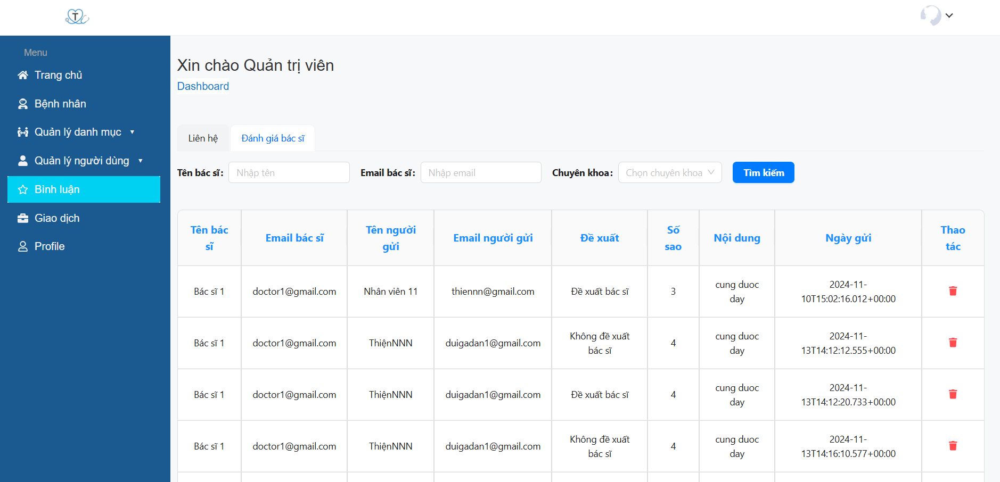 T
Menu
Trang chủ
Bệnh nhân
Quản lý danh mục
Quản lý người dùng
Bình luận
Giao dịch
Profile
Xin chào Quản trị viên
Dashboard
Liên hệ
Đánh giá bác sĩ
Tên bác sĩ: Nhập tên Email bác sĩ: Nhập email Chuyên khoa: Chọn chuyên khoa Tìm kiếm
Tên bác
sĩ
Email bác sĩ
Tên người
gửi
Email người gửi
Đề xuất
Số
sao
Nội dung
Ngày gửi
Thao
tác
Bác sĩ 1
doctor1@gmail.com
Nhân viên 11
thiennn@gmail.com
Đề xuất bác sĩ
3
cung duoc
day
2024-11-
10T15:02:16.012+00:00
Bác sĩ 1
doctor1@gmail.com
ThiệnNNN
duigadan1@gmail.com
Không đề xuất
bác sĩ
4
cung duoc
day
2024-11-
13T14:12:12.555+00:00
Bác sĩ 1
doctor1@gmail.com
ThiệnNNN
duigadan1@gmail.com
Đề xuất bác sĩ
4
cung duoc
day
2024-11-
13T14:12:20.733+00:00
Bác sĩ 1
doctor1@gmail.com
ThiệnNNN
duigadan1@gmail.com
Không đề xuất
bác sĩ
4
cung duoc
day
2024-11-
13T14:16:10.577+00:00